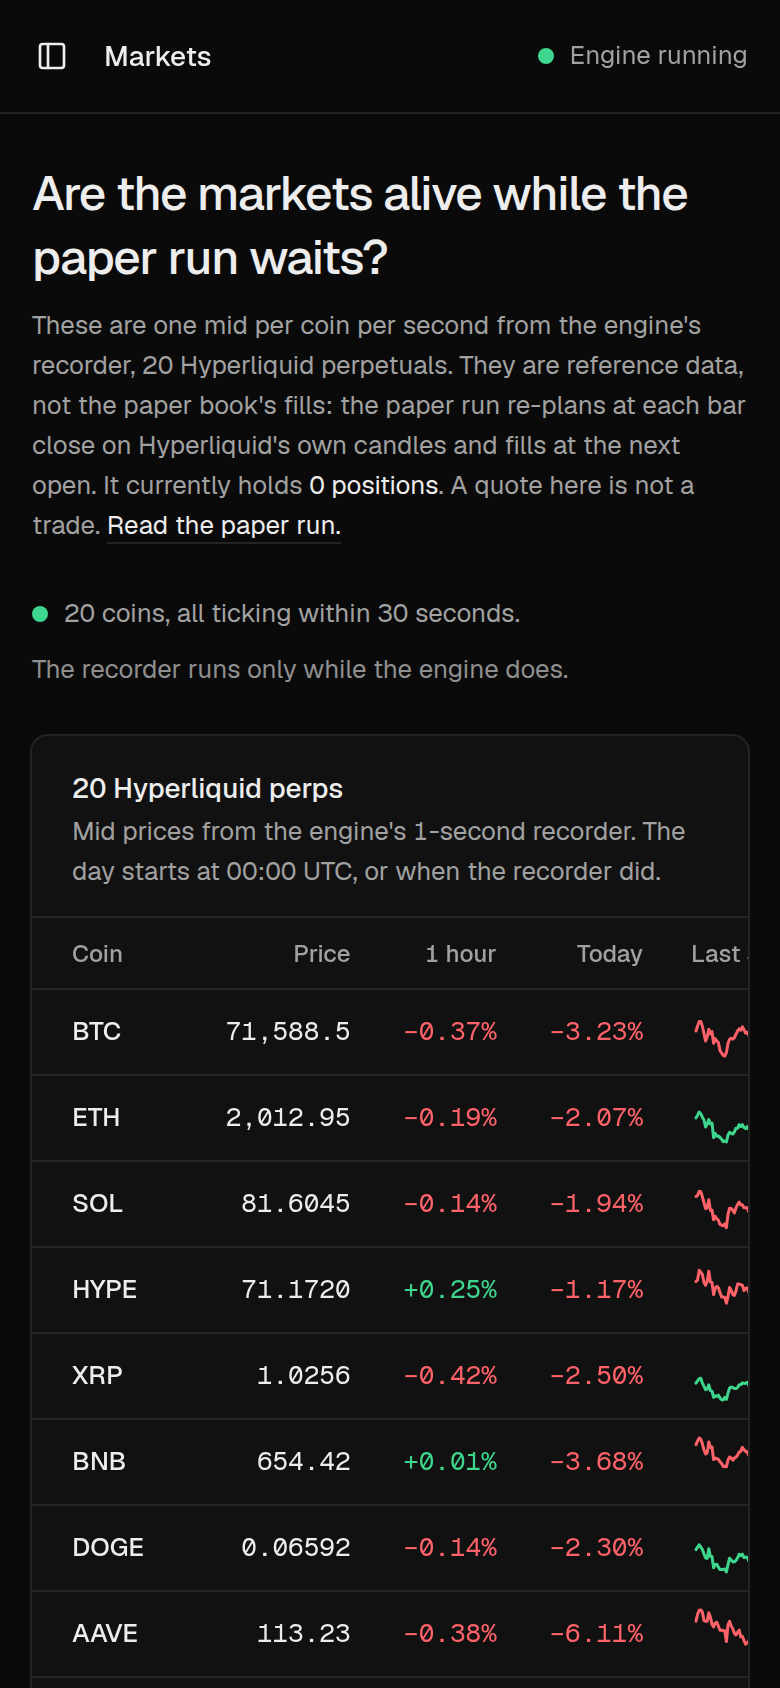 Markets
Engine running
Are the markets alive while the
paper run waits?
These are one mid per coin per second from the engine's
recorder, 20 Hyperliquid perpetuals. They are reference data,
not the paper book's fills: the paper run re-plans at each bar
close on Hyperliquid's own candles and fills at the next
open. It currently holds 0 positions. A quote here is not a
trade. Read the paper run.
20 coins, all ticking within 30 seconds.
The recorder runs only while the engine does.
20 Hyperliquid perps
Mid prices from the engine's 1-second recorder. The
day starts at 00:00 UTC, or when the recorder did.
Coin Price 1 hour Today Last
BTC 71,588.5 −0.37% −3.23%
ETH 2,012.95 −0.19% −2.07%
SOL 81.6045 −0.14% −1.94%
HYPE 71.1720 +0.25% −1.17%
XRP 1.0256 −0.42% −2.50%
BNB 654.42 +0.01% −3.68%
DOGE 0.06592 −0.14% −2.30%
AAVE 113.23 −0.38% −6.11%